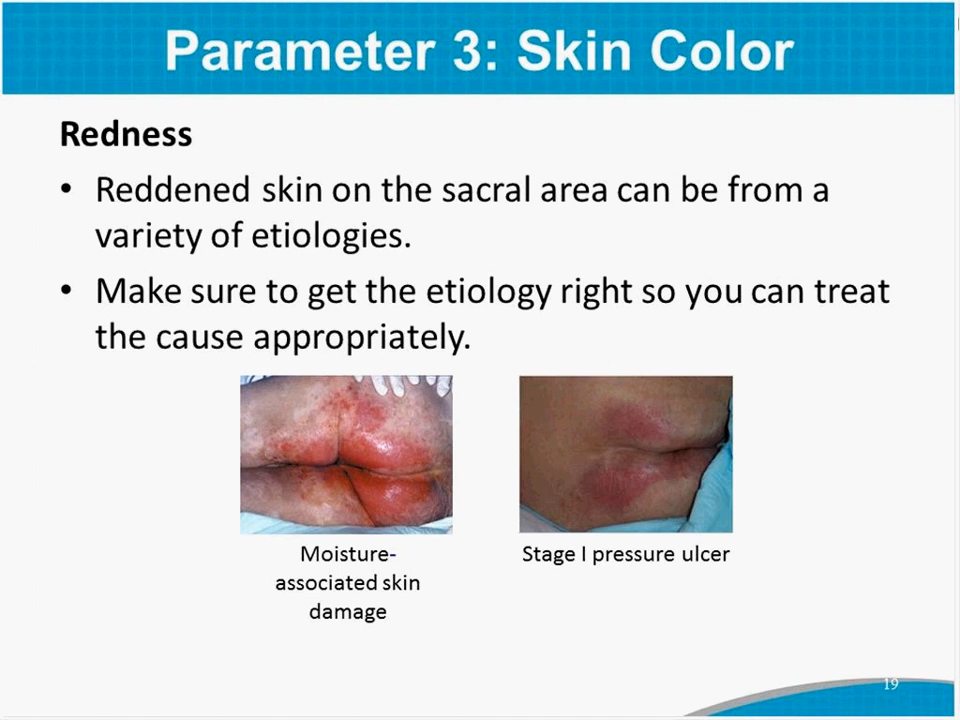 Parameter 3: Skin Color
Redness
• Reddened skin on the sacral area can be from a
variety of etiologies.
• Make sure to get the etiology right so you can treat
the cause appropriately.
Moisture-
associated skin
damage
Stage I pressure ulcer
19